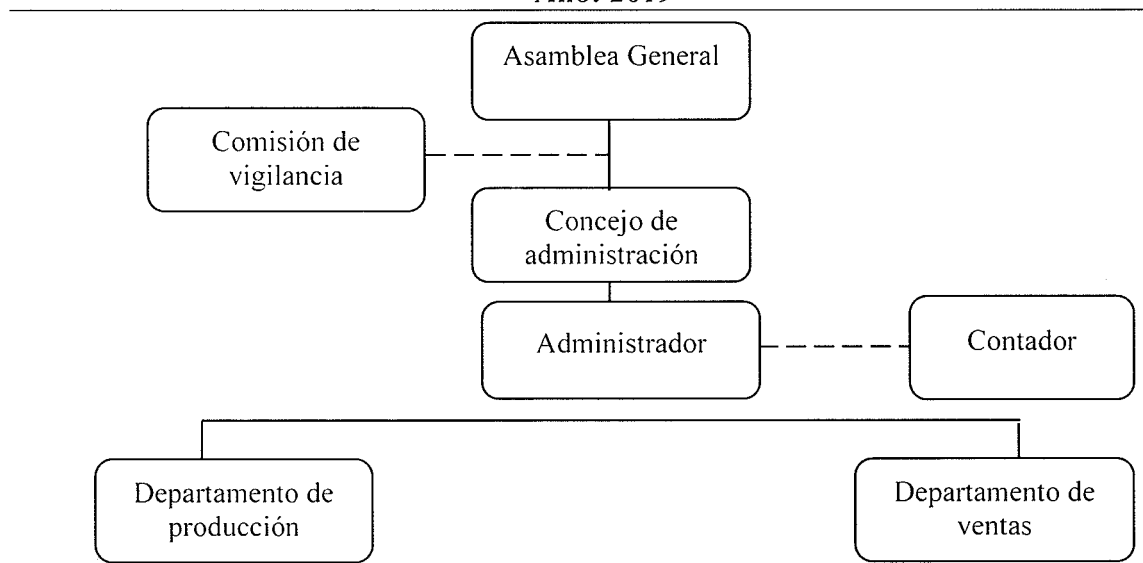 Asamblea General
Comisión de
vigilancia
Concejo de
administración
Administrador
Contador
Departamento de
producción
Departamento de
ventas